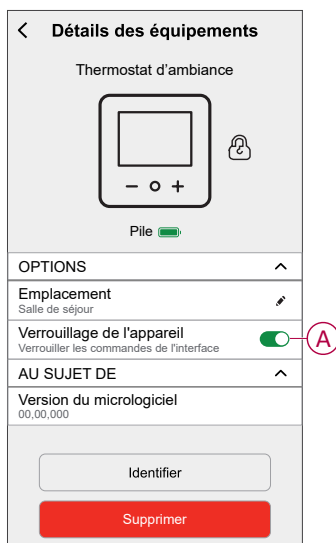 Détails des équipements
Thermostat d'ambiance
Pile
OPTIONS
Emplacement
Salle de séjour
Verrouillage de l'appareil
Verrouiller les commandes de l'interface
A
AU SUJET DE
Version du micrologiciel
00,00,000
Identifier
Supprimer